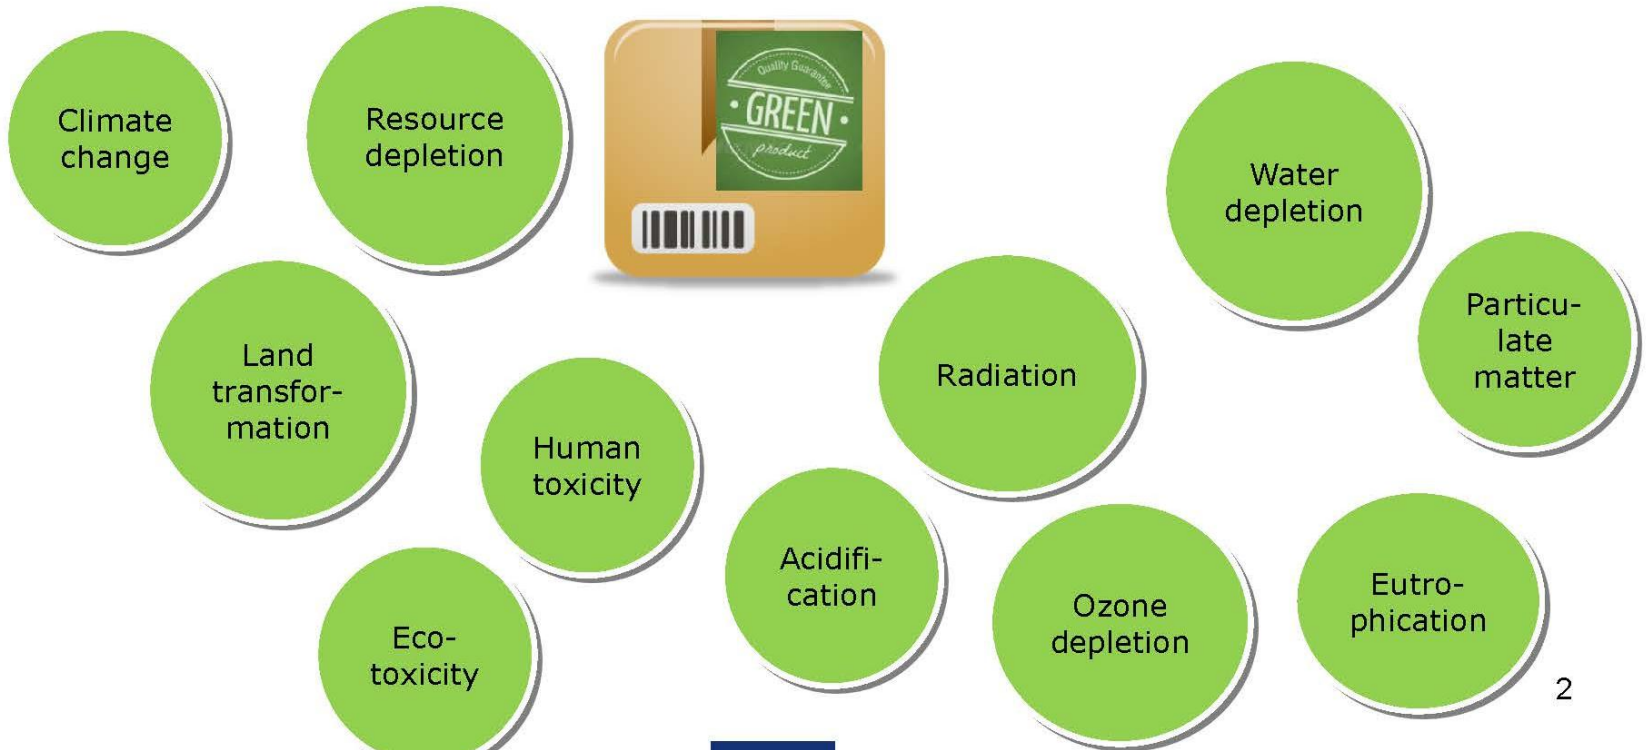 Climate
change
Resource
depletion
Quality Guarantee
• GREEN •
product
Water
depletion
Particu-
late
matter
Land
transfor-
mation
Radiation
Human
toxicity
Acidifi-
cation
Ozone
depletion
Eutro-
phication
Eco-
toxicity
2